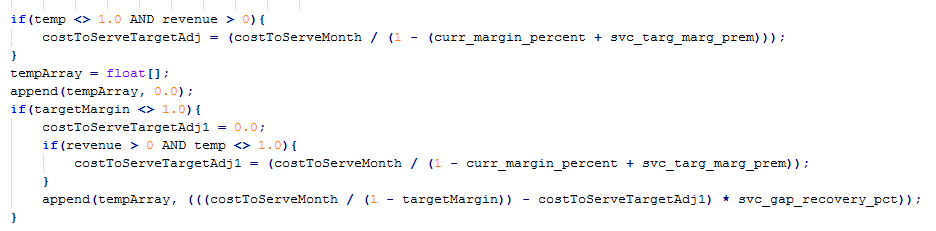 if(temp <> 1.0 AND revenue > 0){
    costToServeTargetAdj = (costToServeMonth / (1 - (curr_margin_percent + svc_targ_marg_prem)));
}
tempArray = float[];
append(tempArray, 0.0);
if(targetMargin <> 1.0){
    costToServeTargetAdj1 = 0.0;
    if(revenue > 0 AND temp <> 1.0){
        costToServeTargetAdj1 = (costToServeMonth / (1 - curr_margin_percent + svc_targ_marg_prem));
    }
    append(tempArray, (((costToServeMonth / (1 - targetMargin)) - costToServeTargetAdj1) * svc_gap_recovery_pct));
}